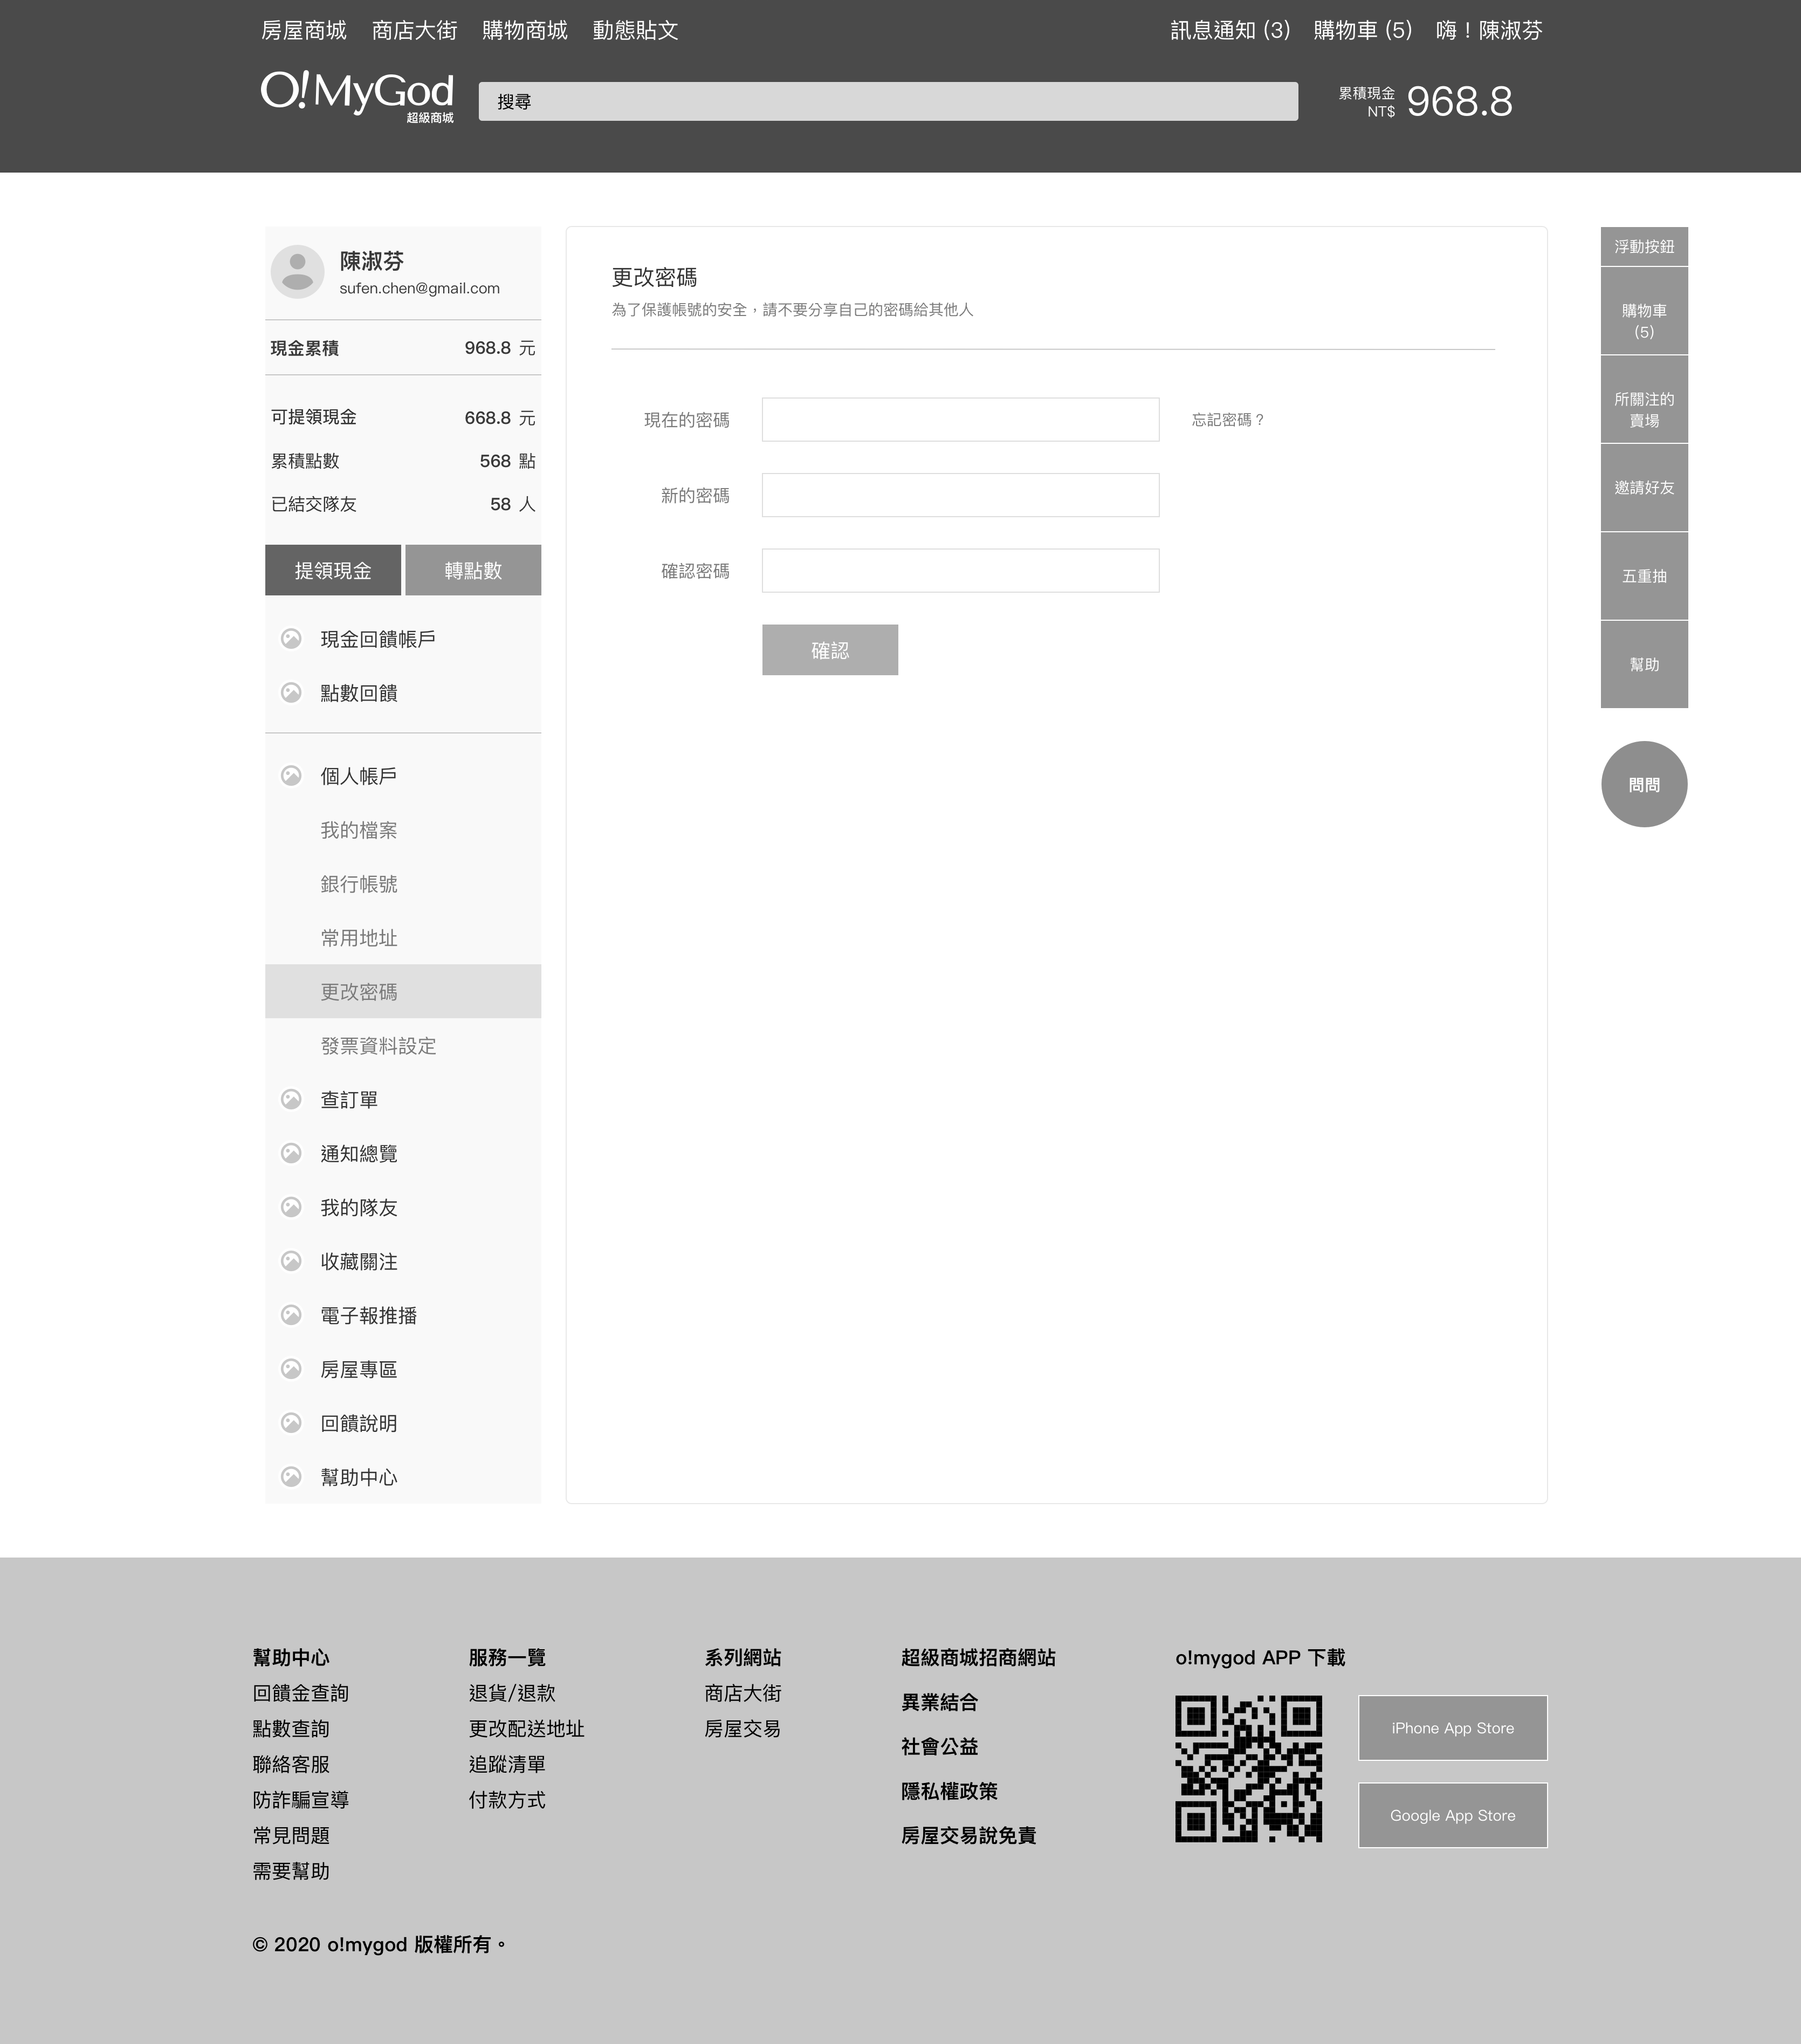 房屋商城 商店大街 購物商城 動態貼文 訊息通知 (3) 購物車 (5) 嗨！陳淑芬
O!MyGod
超級商城
搜尋
累積現金
NT$
968.8
陳淑芬
sufen.chen@gmail.com
現金累積 968.8 元
可提領現金 668.8 元
累積點數 568 點
已結交隊友 58 人
提領現金 轉點數
現金回饋帳戶
點數回饋
個人帳戶
我的檔案
銀行帳號
常用地址
更改密碼
發票資料設定
查訂單
通知總覽
我的隊友
收藏關注
電子報推播
房屋專區
回饋說明
幫助中心
更改密碼
為了保護帳號的安全，請不要分享自己的密碼給其他人
現在的密碼 忘記密碼？
新的密碼
確認密碼
確認
浮動按鈕
購物車
(5)
所關注的
賣場
邀請好友
五重抽
幫助
問問
幫助中心
回饋金查詢
點數查詢
聯絡客服
防詐騙宣導
常見問題
需要幫助
服務一覽
退貨/退款
更改配送地址
追蹤清單
付款方式
系列網站
商店大街
房屋交易
超級商城招商網站
異業結合
社會公益
隱私權政策
房屋交易說免責
o!mygod APP 下載
iPhone App Store
Google App Store
© 2020 o!mygod 版權所有。